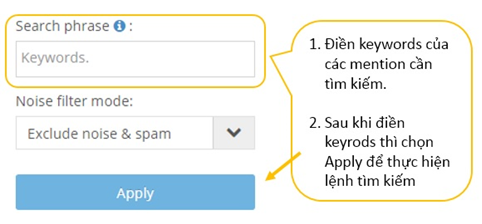 Search phrase i :
Keywords.
Noise filter mode:
Exclude noise & spam
Apply
1. Điền keywords của
các mention cần
tìm kiếm.
2. Sau khi điền
keyrods thì chọn
Apply để thực hiện
lệnh tìm kiếm